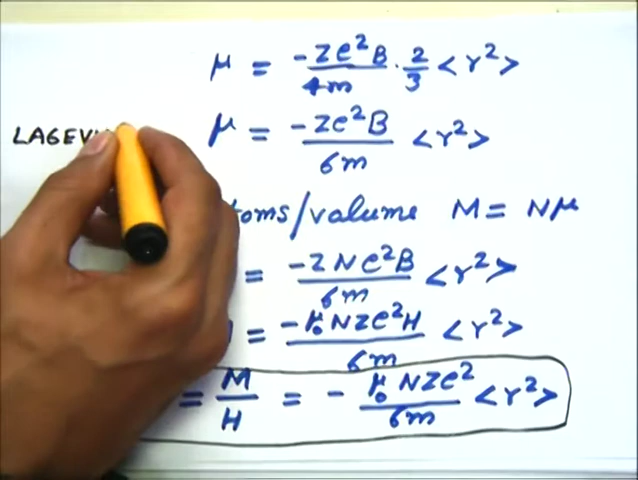 μ = -Ze²B/4m · 2/3 <r²>
μ = -Ze²B/6m <r²>
LAGEV
toms/valume M = Nμ
= -ZNe²B/6m <r²>
= -μ₀NZe²H/6m <r²>
= M/H = - μ₀NZe²/6m <r²>